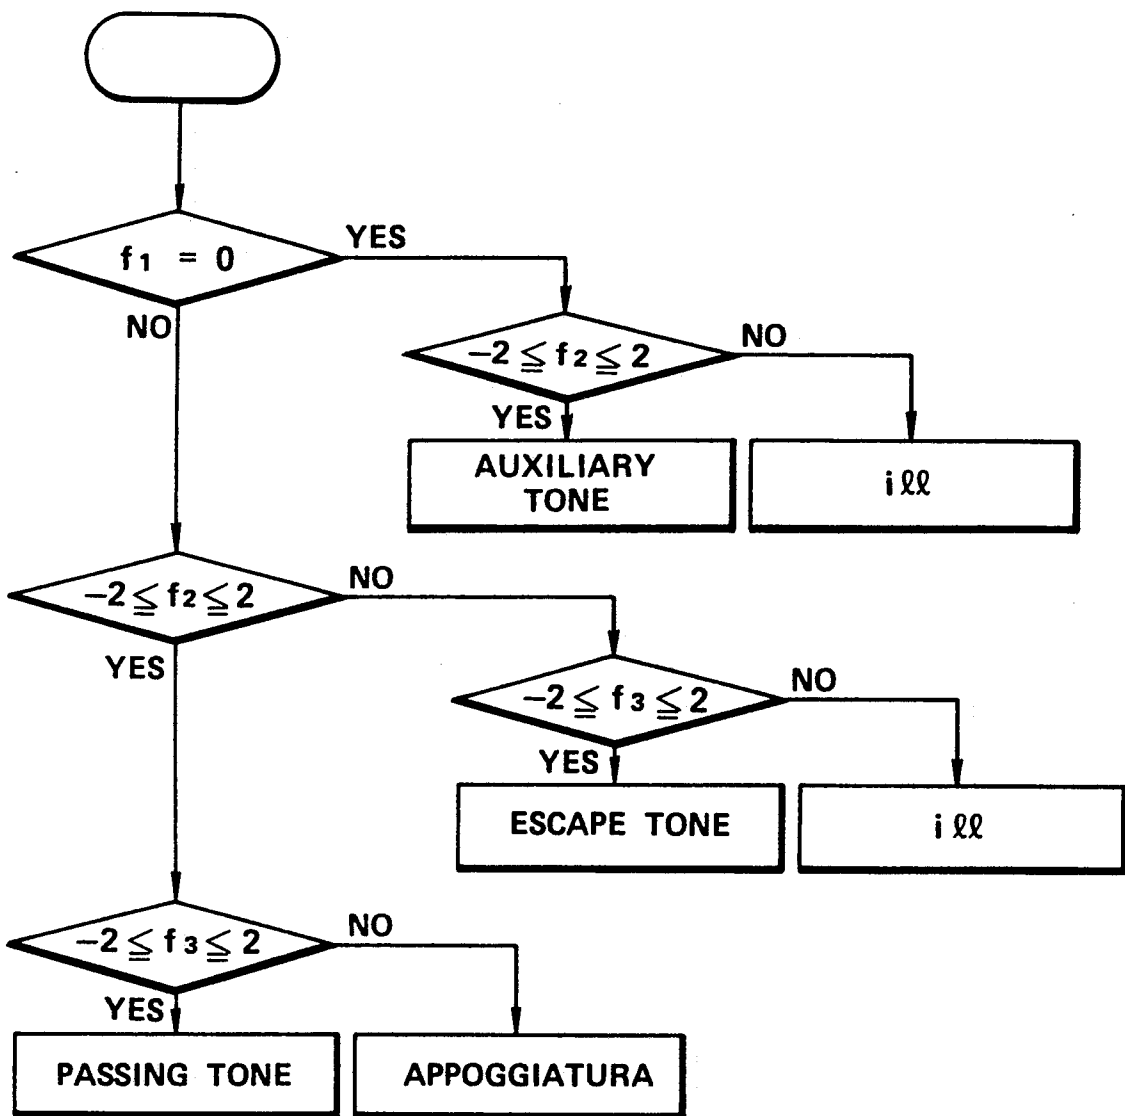 f1 = 0
YES
NO
−2 ≦ f2 ≦ 2
NO
YES
AUXILIARY
TONE
iℓℓ
−2 ≦ f2 ≦ 2
NO
YES
−2 ≦ f3 ≦ 2
NO
YES
ESCAPE TONE
iℓℓ
−2 ≦ f3 ≦ 2
NO
YES
PASSING TONE
APPOGGIATURA